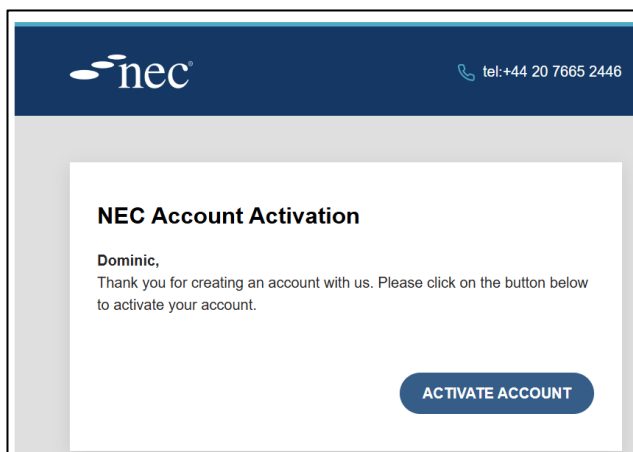 nec®
tel:+44 20 7665 2446
NEC Account Activation
Dominic,
Thank you for creating an account with us. Please click on the button below
to activate your account.
ACTIVATE ACCOUNT